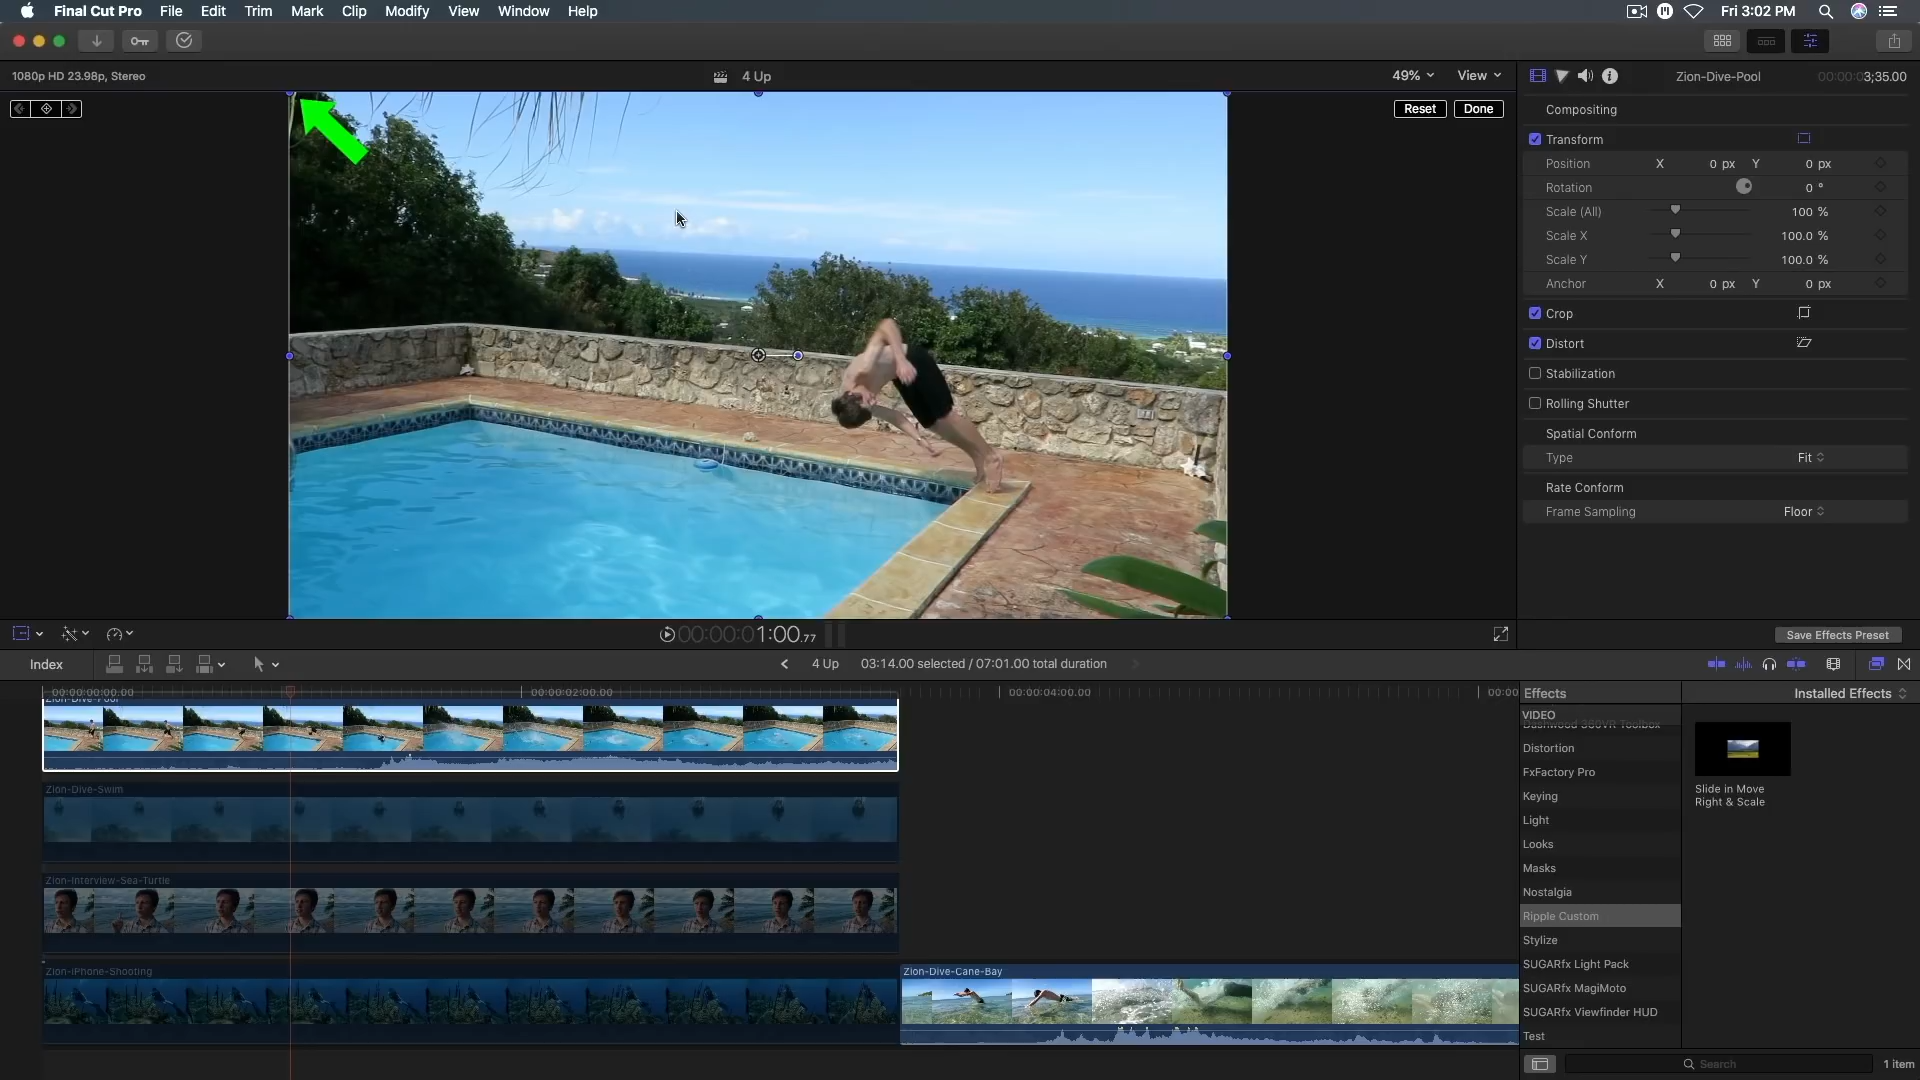 Final Cut Pro File Edit Trim Mark Clip Modify View Window Help Fri 3:02 PM
1080p HD 23.98p, Stereo 4 Up 49% View Zion-Dive-Pool 00:00:03;35.00
Reset Done
Compositing
Transform
Position X 0 px Y 0 px
Rotation 0 °
Scale (All) 100 %
Scale X 100.0 %
Scale Y 100.0 %
Anchor X 0 px Y 0 px
Crop
Distort
Stabilization
Rolling Shutter
Spatial Conform
Type Fit
Rate Conform
Frame Sampling Floor
00:00:01:00.77 Save Effects Preset
Index 4 Up 03:14.00 selected / 07:01.00 total duration
00:00:00:00.00 00:00:02:00.00 00:00:04:00.00 00:00
Zion-Dive-Pool
Zion-Dive-Swim
Zion-Interview-Sea-Turtle
Zion-iPhone-Shooting
Zion-Dive-Cane-Bay
Effects Installed Effects
VIDEO
Dashwood 360VR Toolbox
Distortion
FxFactory Pro
Keying
Light
Looks
Masks
Nostalgia
Ripple Custom
Stylize
SUGARfx Light Pack
SUGARfx MagiMoto
SUGARfx Viewfinder HUD
Test
Slide in Move
Right & Scale
Search 1 item